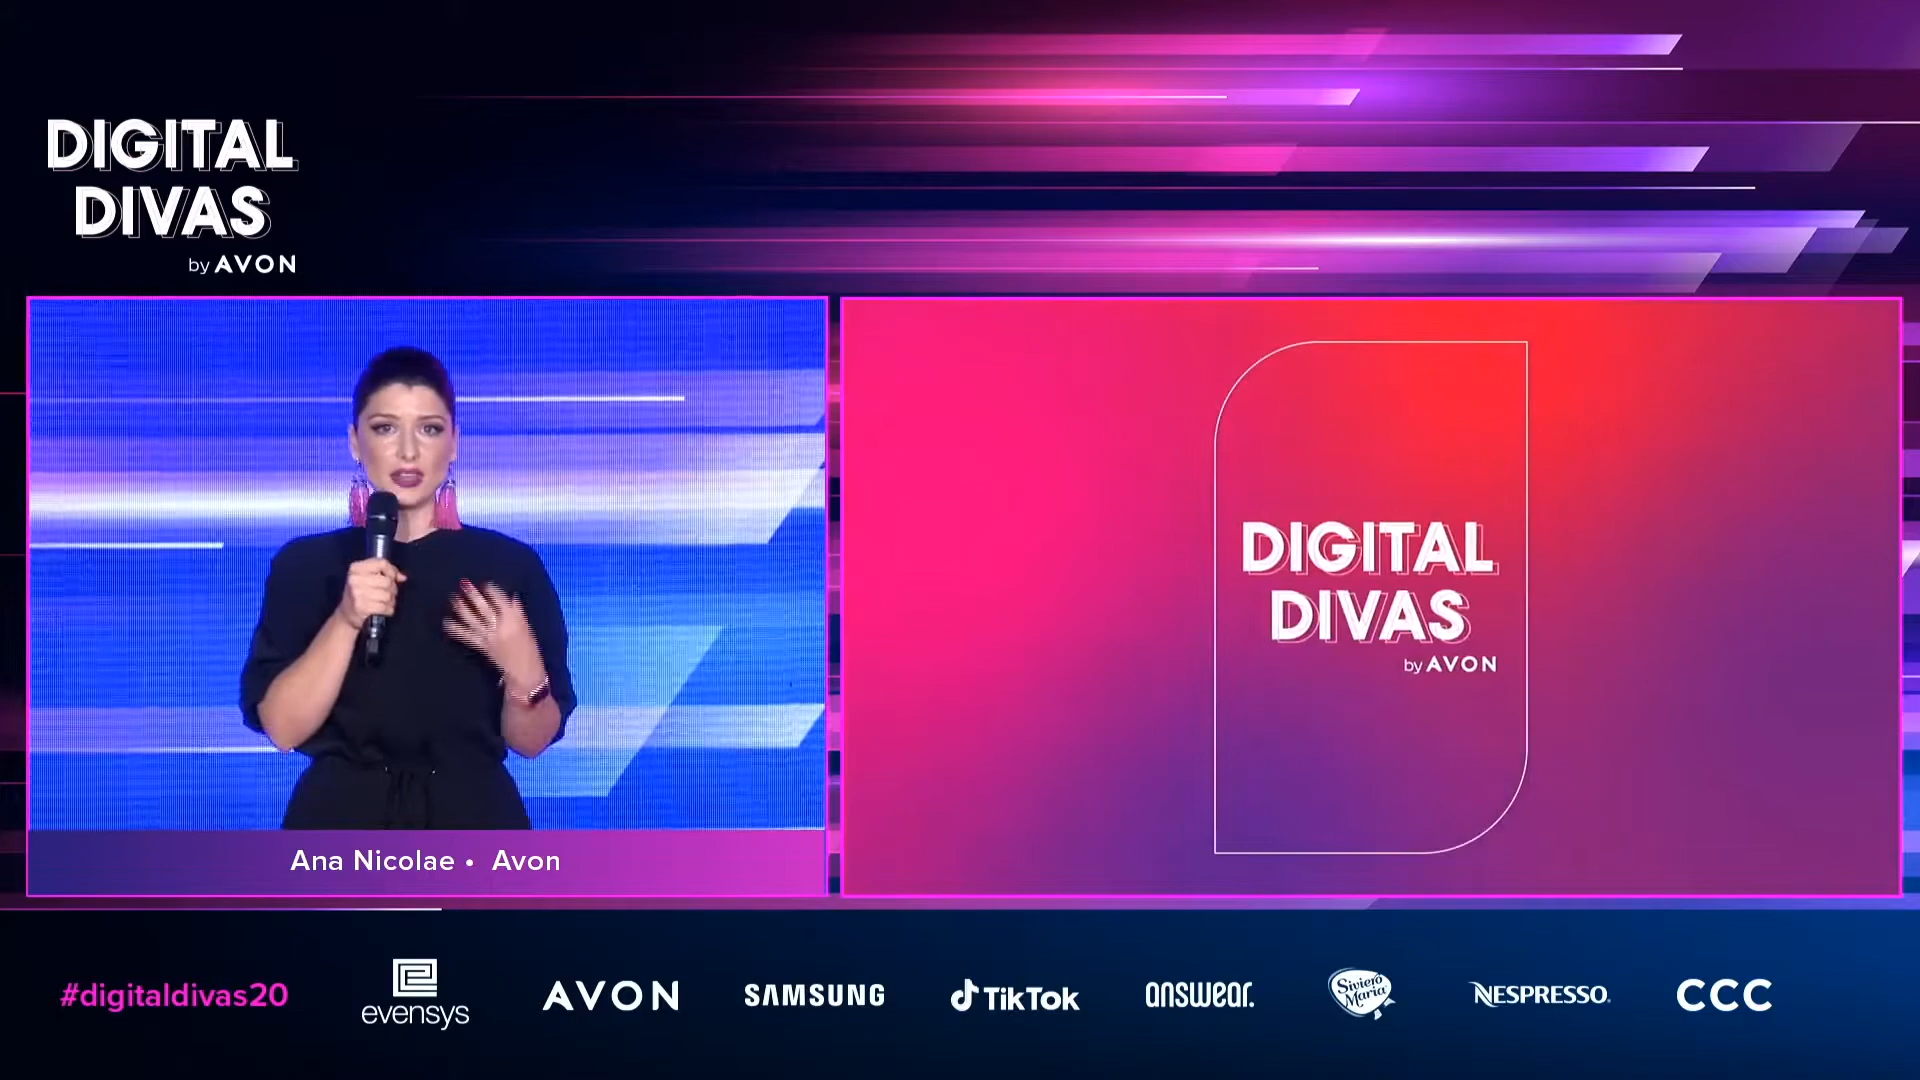 DIGITAL
DIVAS
by AVON
DIGITAL
DIVAS
by AVON
Ana Nicolae • Avon
#digitaldivas20
evensys
AVON
SAMSUNG
TikTok
answear.
Siviero
Maria
NESPRESSO.
CCC